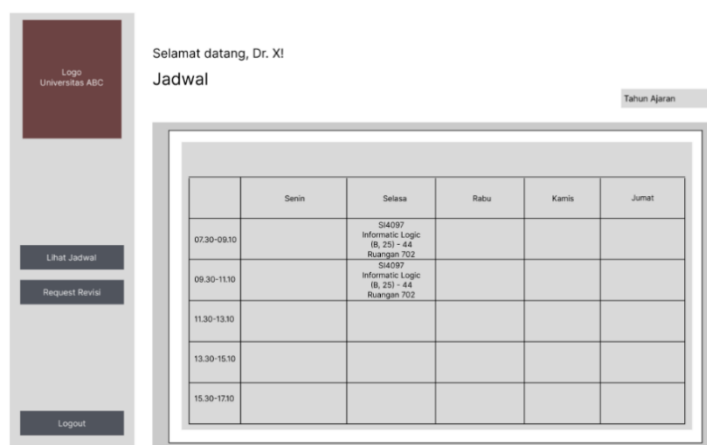 Logo
Universitas ABC
Lihat Jadwal
Request Revisi
Logout
Selamat datang, Dr. X!
Jadwal
Tahun Ajaran
Senin Selasa Rabu Kamis Jumat
07.30-09.10
SI4097
Informatic Logic
(B, 25) - 44
Ruangan 702
09.30-11.10
SI4097
Informatic Logic
(B, 25) - 44
Ruangan 702
11.30-13.10
13.30-15.10
15.30-17.10